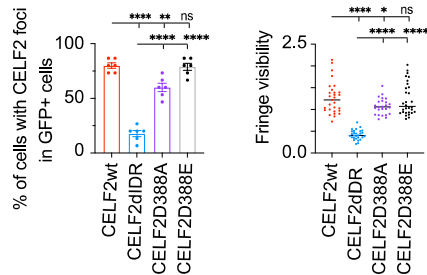 **** ** ns
**** ****
% of cells with CELF2 foci
in GFP+ cells
100
50
0
CELF2wt
CELF2dIDR
CELF2D388A
CELF2D388E
**** * ns
**** ****
Fringe visibility
2.5
0.0
CELF2wt
CELF2dDR
CELF2D388A
CELF2D388E